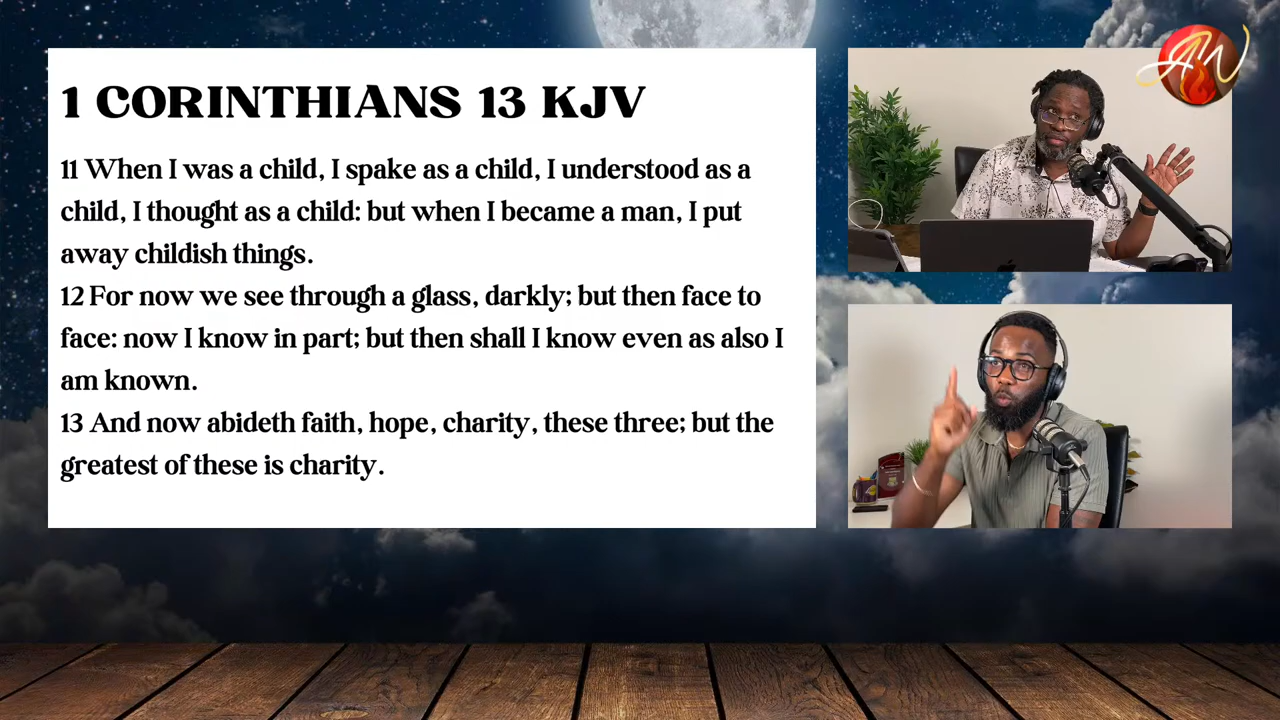 1 CORINTHIANS 13 KJV
11 When I was a child, I spake as a child, I understood as a
child, I thought as a child: but when I became a man, I put
away childish things.
12 For now we see through a glass, darkly; but then face to
face: now I know in part; but then shall I know even as also I
am known.
13 And now abideth faith, hope, charity, these three; but the
greatest of these is charity.
AW